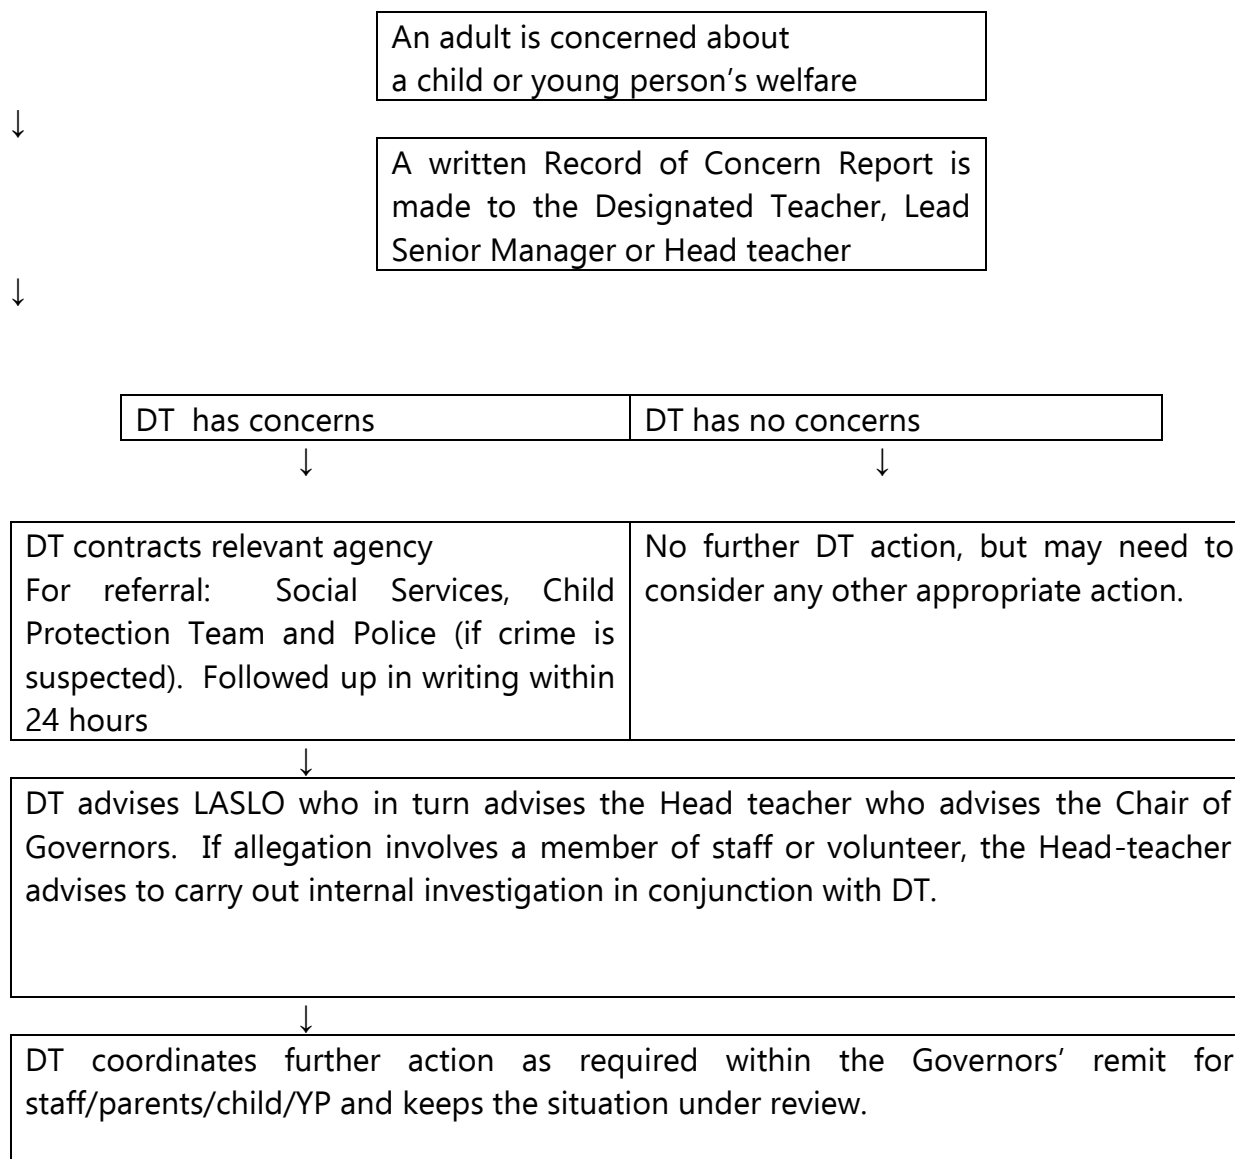 An adult is concerned about
a child or young person’s welfare
↓
A written Record of Concern Report is
made to the Designated Teacher, Lead
Senior Manager or Head teacher
↓
DT has concerns
DT has no concerns
↓
↓
DT contracts relevant agency
For referral: Social Services, Child
Protection Team and Police (if crime is
suspected). Followed up in writing within
24 hours
No further DT action, but may need to
consider any other appropriate action.
↓
DT advises LASLO who in turn advises the Head teacher who advises the Chair of
Governors. If allegation involves a member of staff or volunteer, the Head-teacher
advises to carry out internal investigation in conjunction with DT.
↓
DT coordinates further action as required within the Governors’ remit for
staff/parents/child/YP and keeps the situation under review.